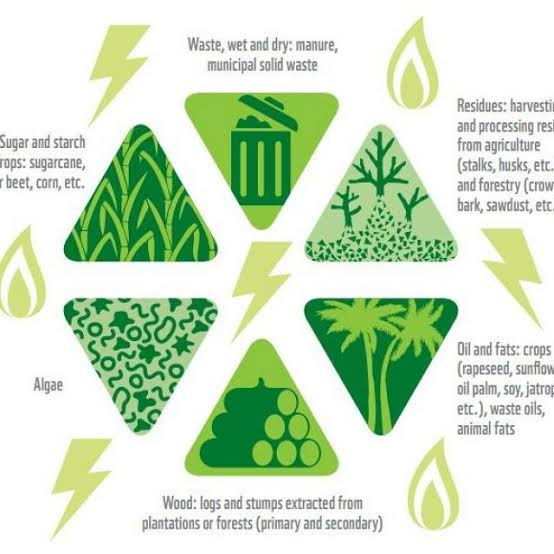 Waste, wet and dry: manure,
municipal solid waste
Sugar and starch
sugarcane,
beet, corn, etc.
Residues:
and processing
from agriculture
(stalks, husks, etc.
and forestry
bark, sawdust, etc.
Algae
Oil and fats: crops
(rapeseed,
oil palm, soy,
etc.), waste oils,
animal fats
Wood: logs and stumps extracted from
plantations or forests (primary and secondary)